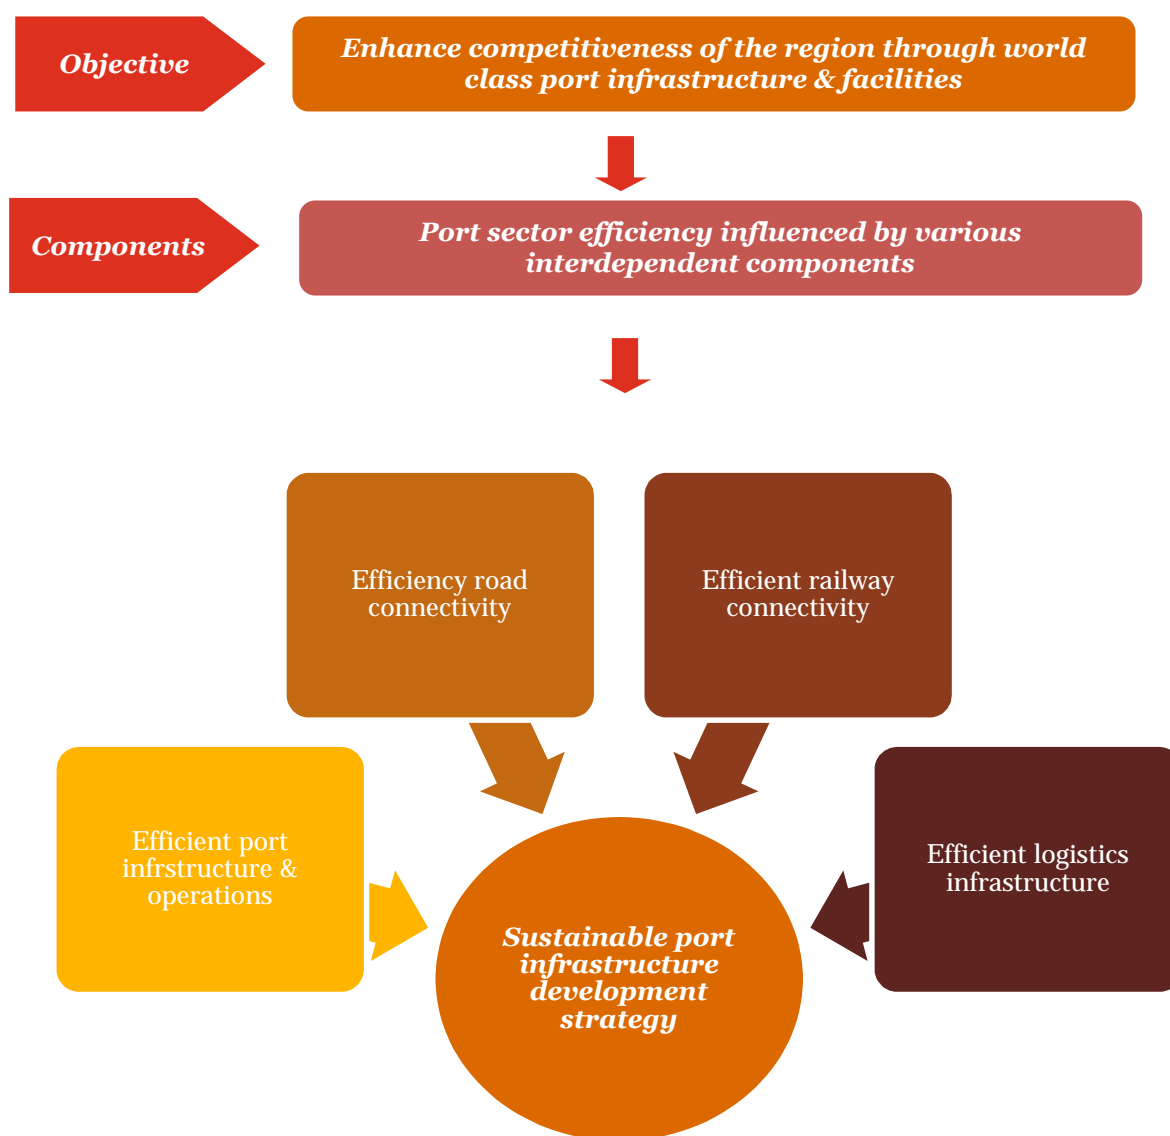 Objective
Enhance competitiveness of the region through world
class port infrastructure & facilities
Components
Port sector efficiency influenced by various
interdependent components
Efficiency road
connectivity
Efficient railway
connectivity
Efficient port
infrstructure &
operations
Efficient logistics
infrastructure
Sustainable port
infrastructure
development
strategy